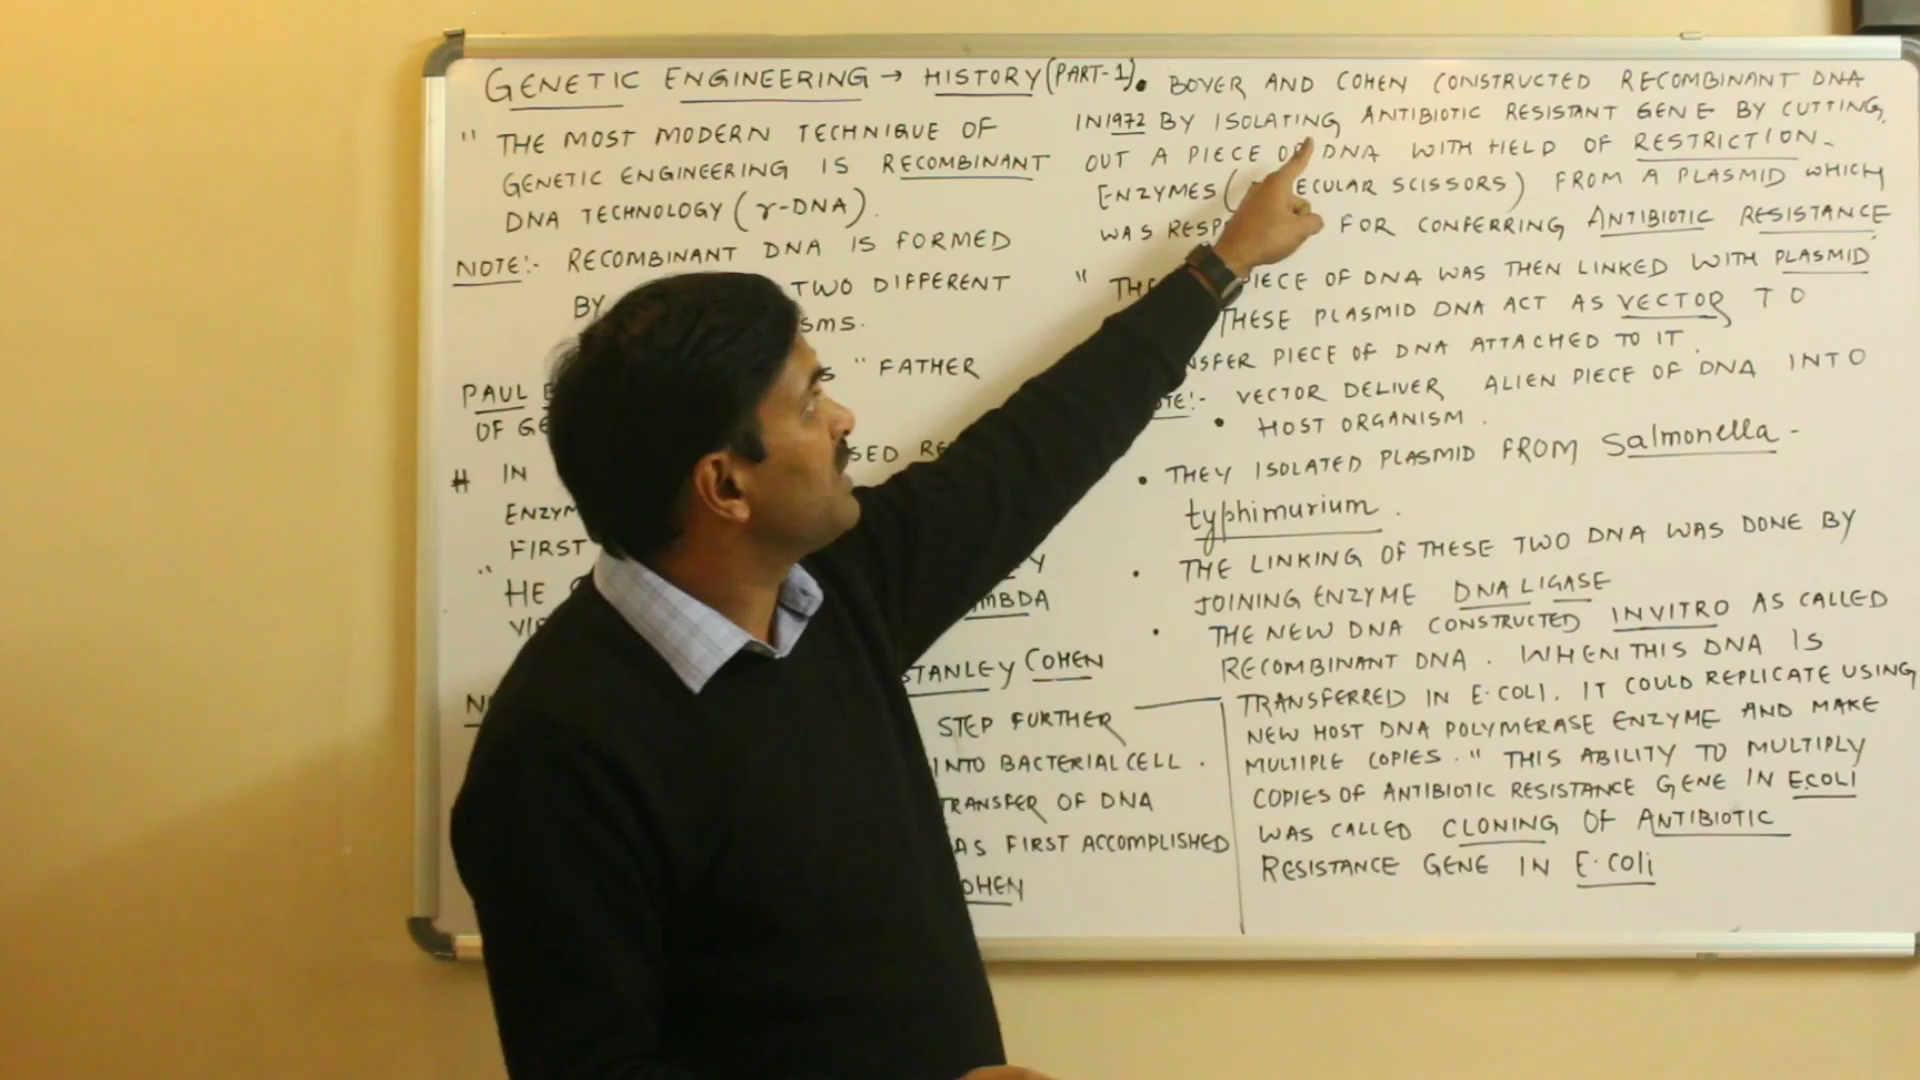 GENETIC ENGINEERING → HISTORY (PART-1)
" THE MOST MODERN TECHNIQUE OF
GENETIC ENGINEERING IS RECOMBINANT
DNA TECHNOLOGY (r-DNA).
NOTE:- RECOMBINANT DNA IS FORMED
BY TWO DIFFERENT
SMS.
PAUL " FATHER
OF
# IN
FIRST
" HE
STANLEY COHEN
STEP FURTHER
INTO BACTERIAL CELL.
TRANSFER OF DNA
AS FIRST ACCOMPLISHED
• BOYER AND COHEN CONSTRUCTED RECOMBINANT DNA
IN 1972 BY ISOLATING ANTIBIOTIC RESISTANT GENE BY CUTTING
OUT A PIECE OF DNA WITH HELD OF RESTRICTION-
ENZYMES ( ECULAR SCISSORS) FROM A PLASMID WHICH
WAS FOR CONFERRING ANTIBIOTIC RESISTANCE
" PIECE OF DNA WAS THEN LINKED WITH PLASMID
THESE PLASMID DNA ACT AS VECTOR TO
NSFER PIECE OF DNA ATTACHED TO IT.
:- VECTOR DELIVER ALIEN PIECE OF DNA INTO
• HOST ORGANISM.
• THEY ISOLATED PLASMID FROM Salmonella-
typhimurium.
• THE LINKING OF THESE TWO DNA WAS DONE BY
JOINING ENZYME DNA LIGASE
• THE NEW DNA CONSTRUCTED INVITRO AS CALLED
RECOMBINANT DNA. WHEN THIS DNA IS
TRANSFERRED IN E.COLI. IT COULD REPLICATE USING
NEW HOST DNA POLYMERASE ENZYME AND MAKE
MULTIPLE COPIES. " THIS ABILITY TO MULTIPLY
COPIES OF ANTIBIOTIC RESISTANCE GENE IN E.COLI
WAS CALLED CLONING OF ANTIBIOTIC
RESISTANCE GENE IN E.coli